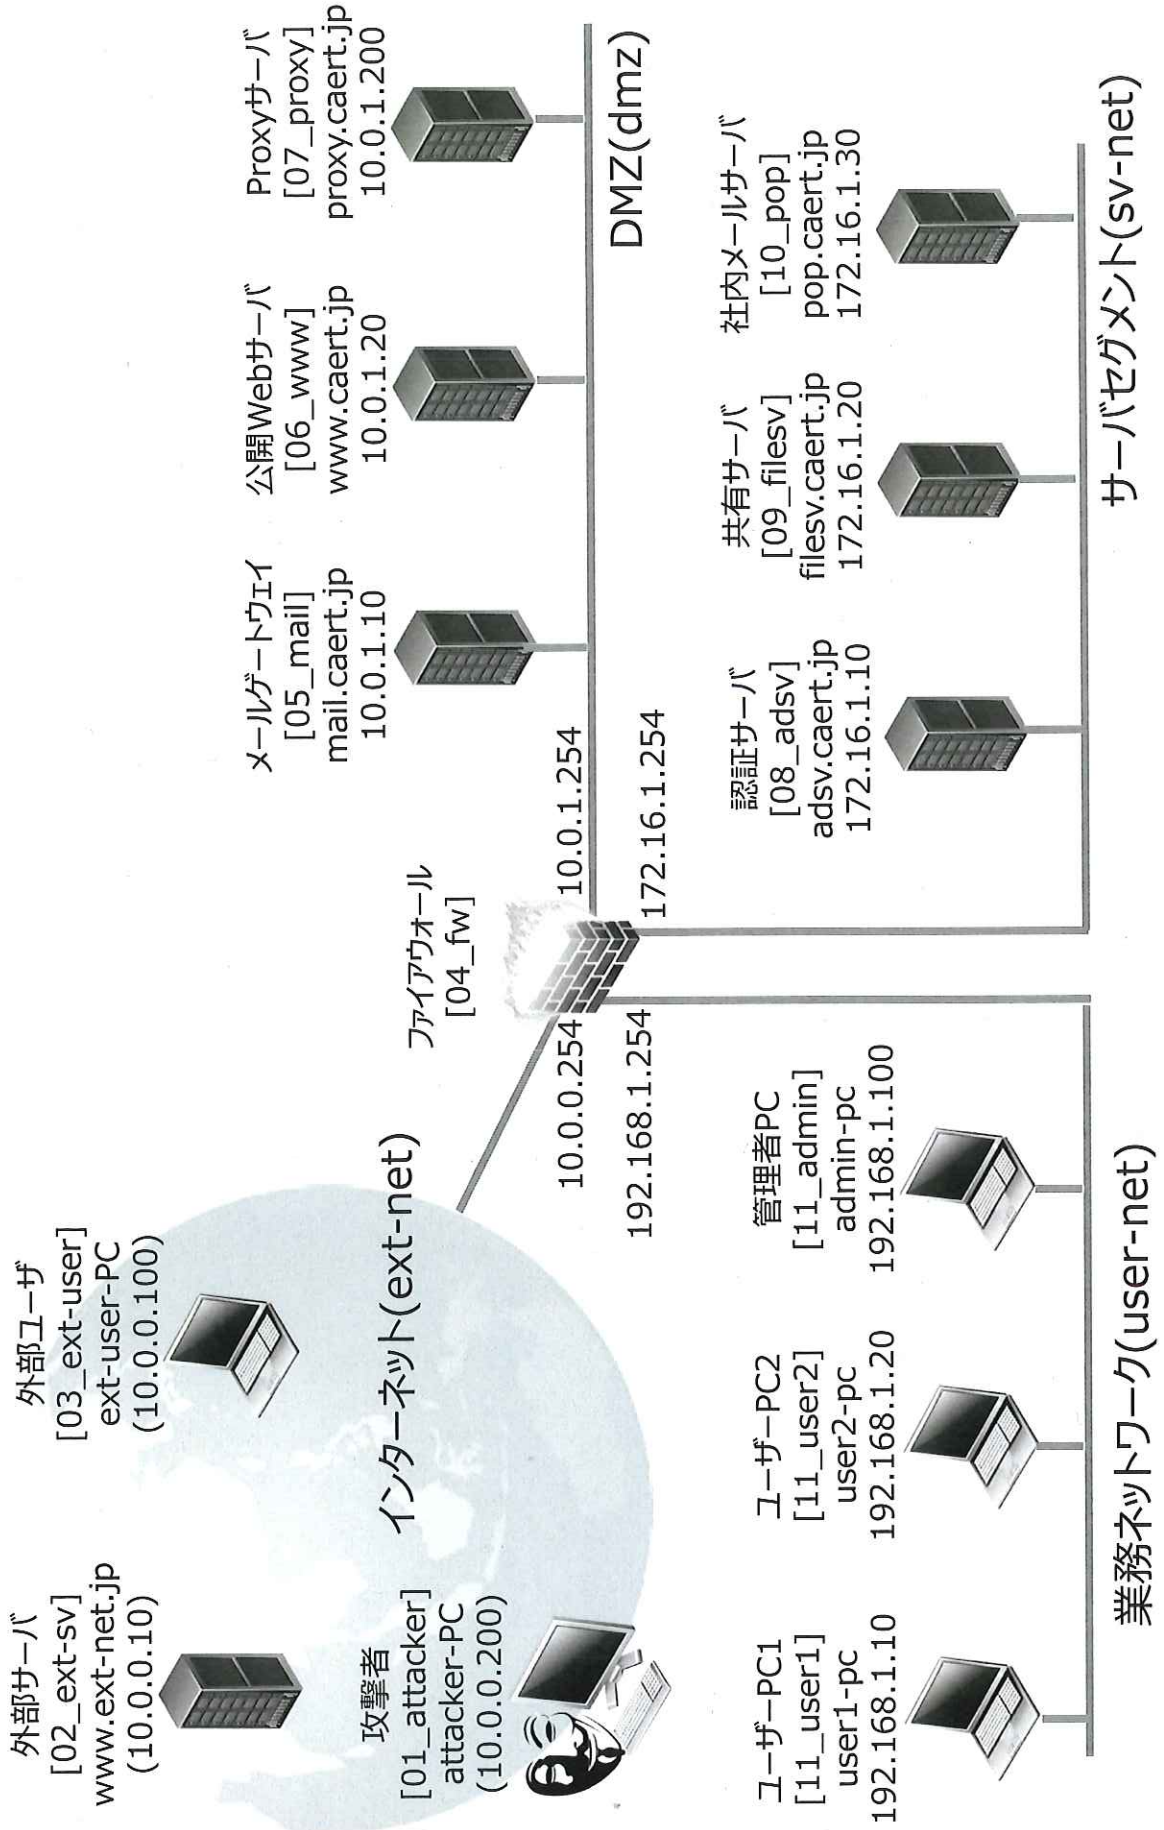 外部サーバ
[02_ext-sv]
www.ext-net.jp
(10.0.0.10)
外部ユーザ
[03_ext-user]
ext-user-PC
(10.0.0.100)
攻撃者
[01_attacker]
attacker-PC
(10.0.0.200)
インターネット(ext-net)
ファイアウォール
[04_fw]
10.0.0.254
10.0.1.254
192.168.1.254
172.16.1.254
メールゲートウェイ
[05_mail]
mail.caert.jp
10.0.1.10
公開Webサーバ
[06_www]
www.caert.jp
10.0.1.20
Proxyサーバ
[07_proxy]
proxy.caert.jp
10.0.1.200
DMZ(dmz)
ユーザーPC1
[11_user1]
user1-pc
192.168.1.10
ユーザーPC2
[11_user2]
user2-pc
192.168.1.20
管理者PC
[11_admin]
admin-pc
192.168.1.100
業務ネットワーク(user-net)
認証サーバ
[08_adsv]
adsv.caert.jp
172.16.1.10
共有サーバ
[09_filesv]
filesv.caert.jp
172.16.1.20
社内メールサーバ
[10_pop]
pop.caert.jp
172.16.1.30
サーバセグメント(sv-net)